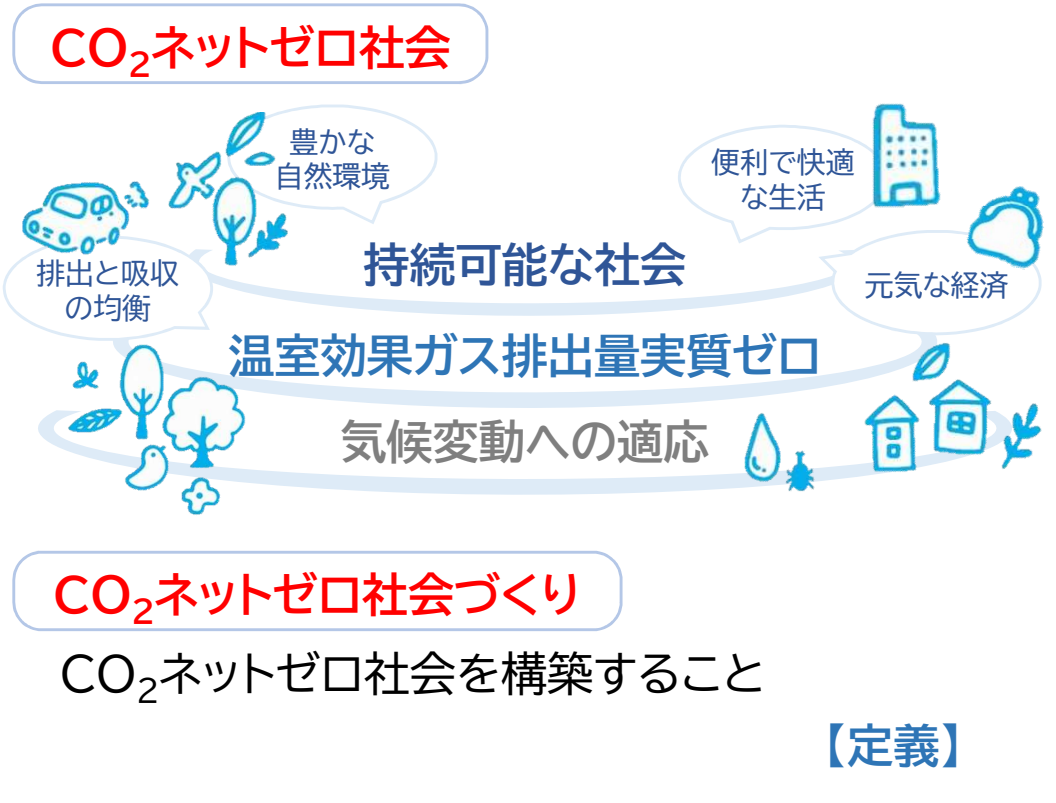 CO₂ネットゼロ社会
豊かな
自然環境
便利で快適
な生活
排出と吸収
の均衡
持続可能な社会
元気な経済
温室効果ガス排出量実質ゼロ
気候変動への適応
CO₂ネットゼロ社会づくり
CO₂ネットゼロ社会を構築すること
【定義】